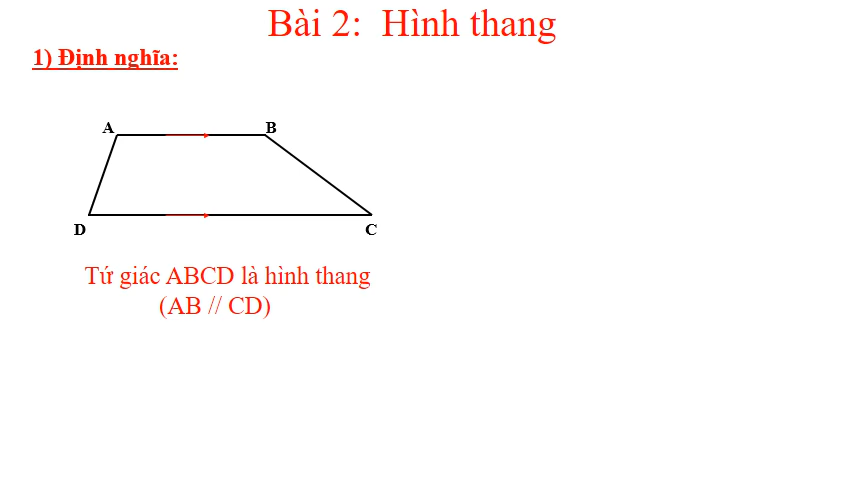 Bài 2: Hình thang
1) Định nghĩa:
A
B
D
C
Tứ giác ABCD là hình thang
(AB // CD)